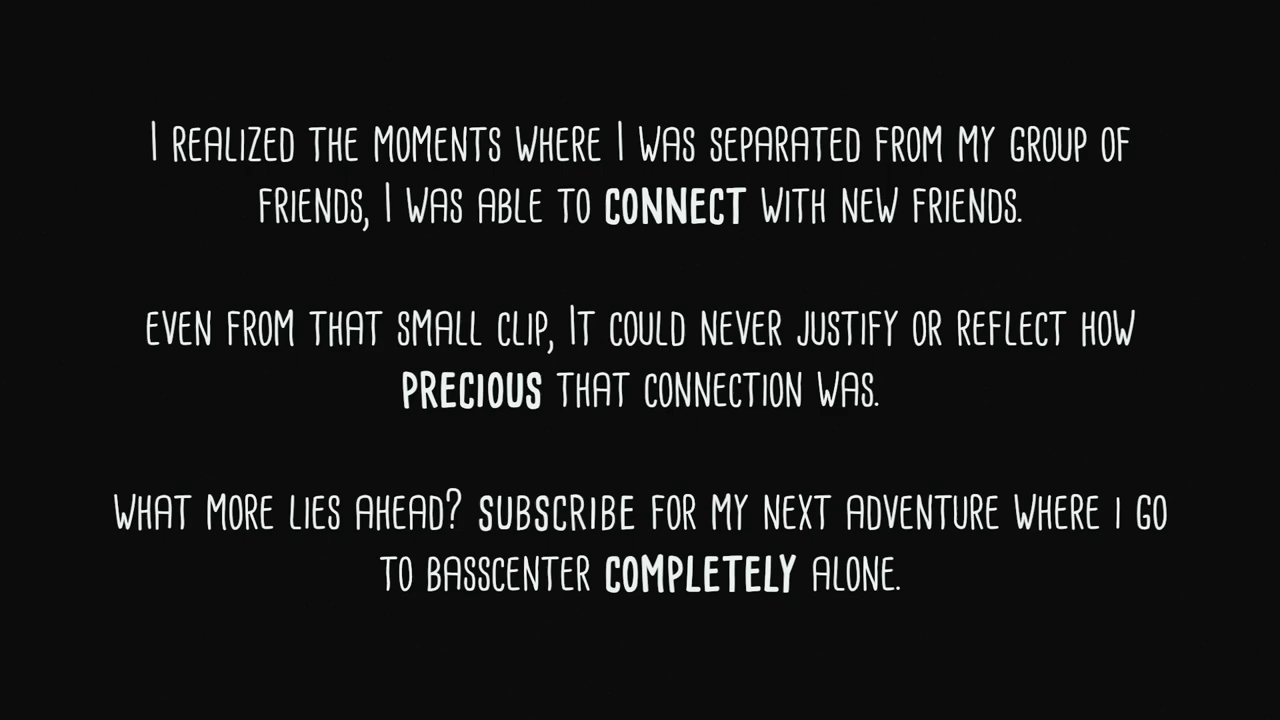 I REALIZED THE MOMENTS WHERE I WAS SEPARATED FROM MY GROUP OF
FRIENDS, I WAS ABLE TO CONNECT WITH NEW FRIENDS.
EVEN FROM THAT SMALL CLIP, IT COULD NEVER JUSTIFY OR REFLECT HOW
PRECIOUS THAT CONNECTION WAS.
WHAT MORE LIES AHEAD? SUBSCRIBE FOR MY NEXT ADVENTURE WHERE I GO
TO BASSCENTER COMPLETELY ALONE.